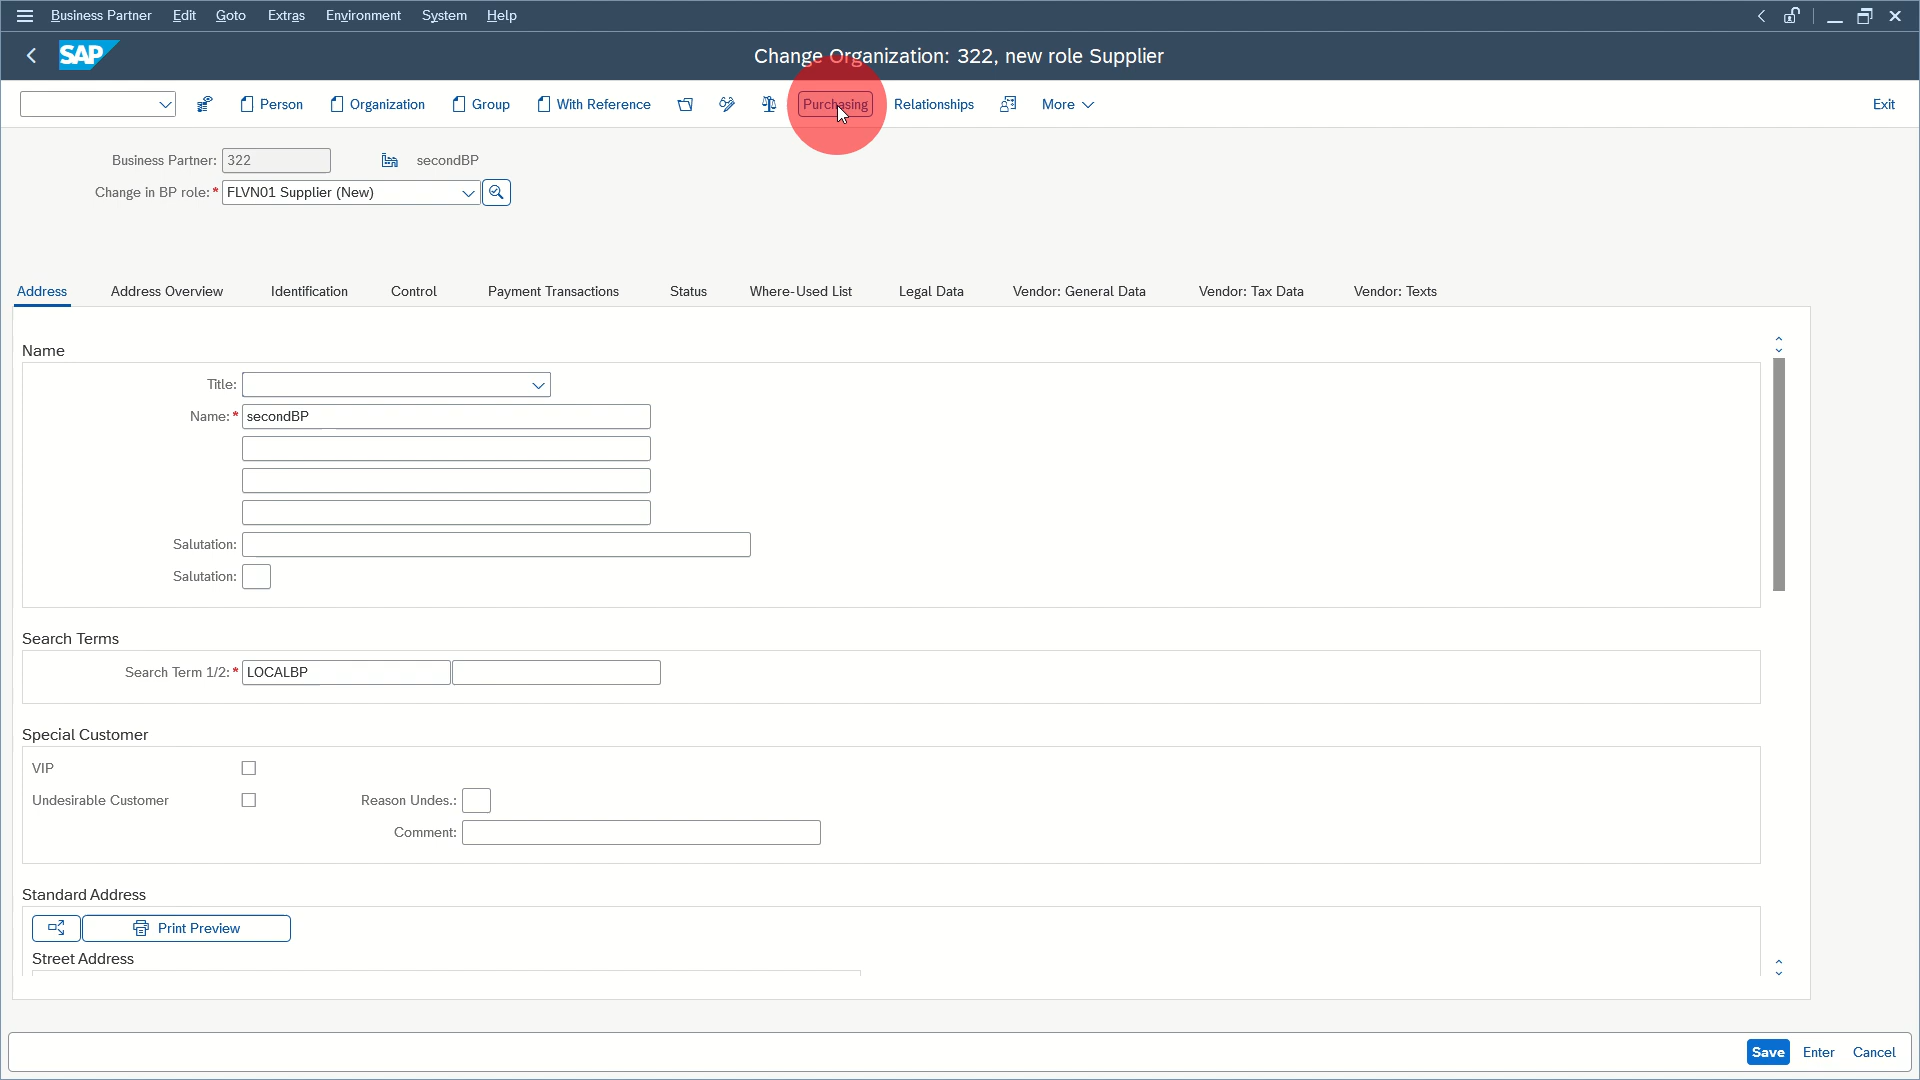 Business Partner Edit Goto Extras Environment System Help
SAP Change Organization: 322, new role Supplier
Person Organization Group With Reference Purchasing Relationships More Exit
Business Partner: 322 secondBP
Change in BP role:* FLVN01 Supplier (New)
Address Address Overview Identification Control Payment Transactions Status Where-Used List Legal Data Vendor: General Data Vendor: Tax Data Vendor: Texts
Name
Title:
Name:* secondBP
Salutation:
Salutation:
Search Terms
Search Term 1/2:* LOCALBP
Special Customer
VIP
Undesirable Customer Reason Undes.:
Comment:
Standard Address
Print Preview
Street Address
Save Enter Cancel